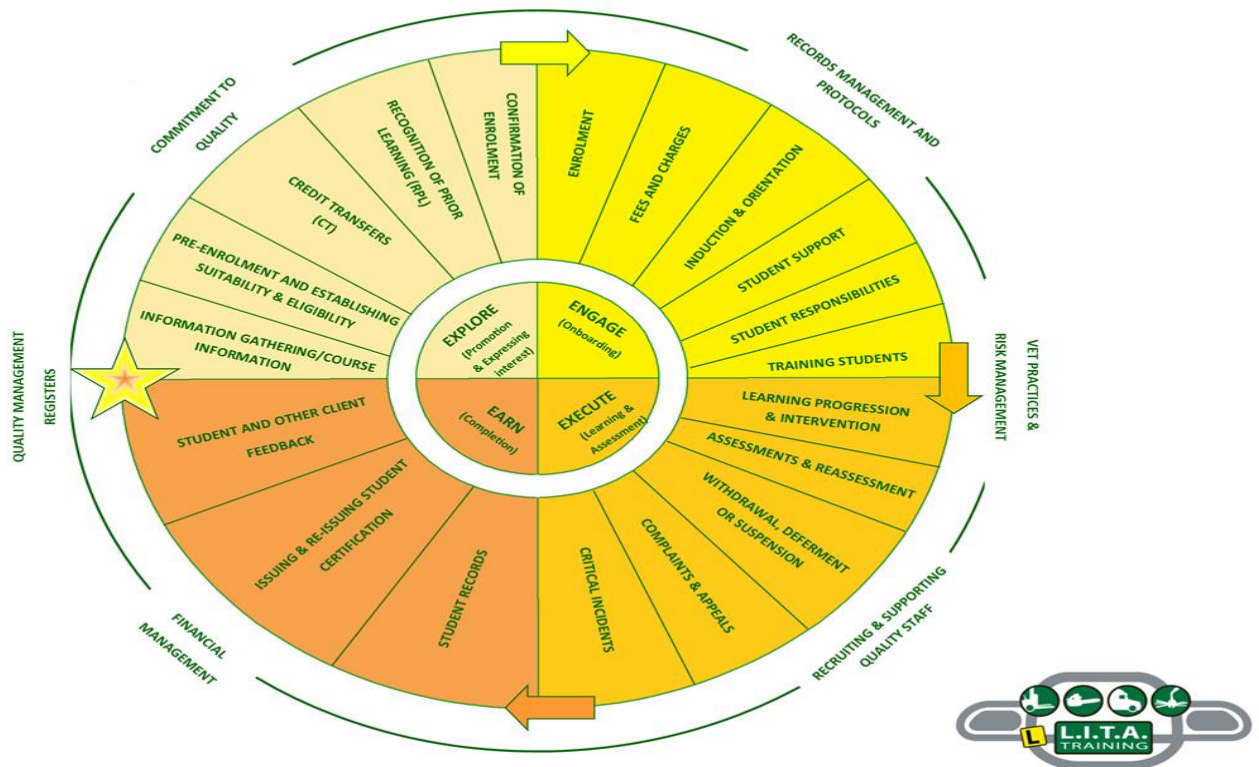 COMMITMENT TO
QUALITY
RECORDS MANAGEMENT AND
PROTOCOLS
VET PRACTICES &
RISK MANAGEMENT
RECRUITING & SUPPORTING
QUALITY STAFF
FINANCIAL
MANAGEMENT
QUALITY MANAGEMENT
REGISTERS
INFORMATION GATHERING/COURSE
INFORMATION
PRE-ENROLMENT AND ESTABLISHING
SUITABILITY & ELIGIBILITY
CREDIT TRANSFERS
(CT)
RECOGNITION OF PRIOR
LEARNING (RPL)
CONFIRMATION OF
ENROLMENT
ENROLMENT
FEES AND CHARGES
INDUCTION & ORIENTATION
STUDENT SUPPORT
STUDENT RESPONSIBILITIES
TRAINING STUDENTS
LEARNING PROGRESSION
& INTERVENTION
ASSESSMENTS & REASSESSMENT
WITHDRAWAL, DEFERMENT
OR SUSPENSION
COMPLAINTS & APPEALS
CRITICAL INCIDENTS
STUDENT RECORDS
ISSUING & RE-ISSUING STUDENT
CERTIFICATION
STUDENT AND OTHER CLIENT
FEEDBACK
EXPLORE
(Promotion
& Expressing
interest)
ENGAGE
(Onboarding)
EXECUTE
(Learning &
Assessment)
EARN
(Completion)
L
L.I.T.A.
TRAINING